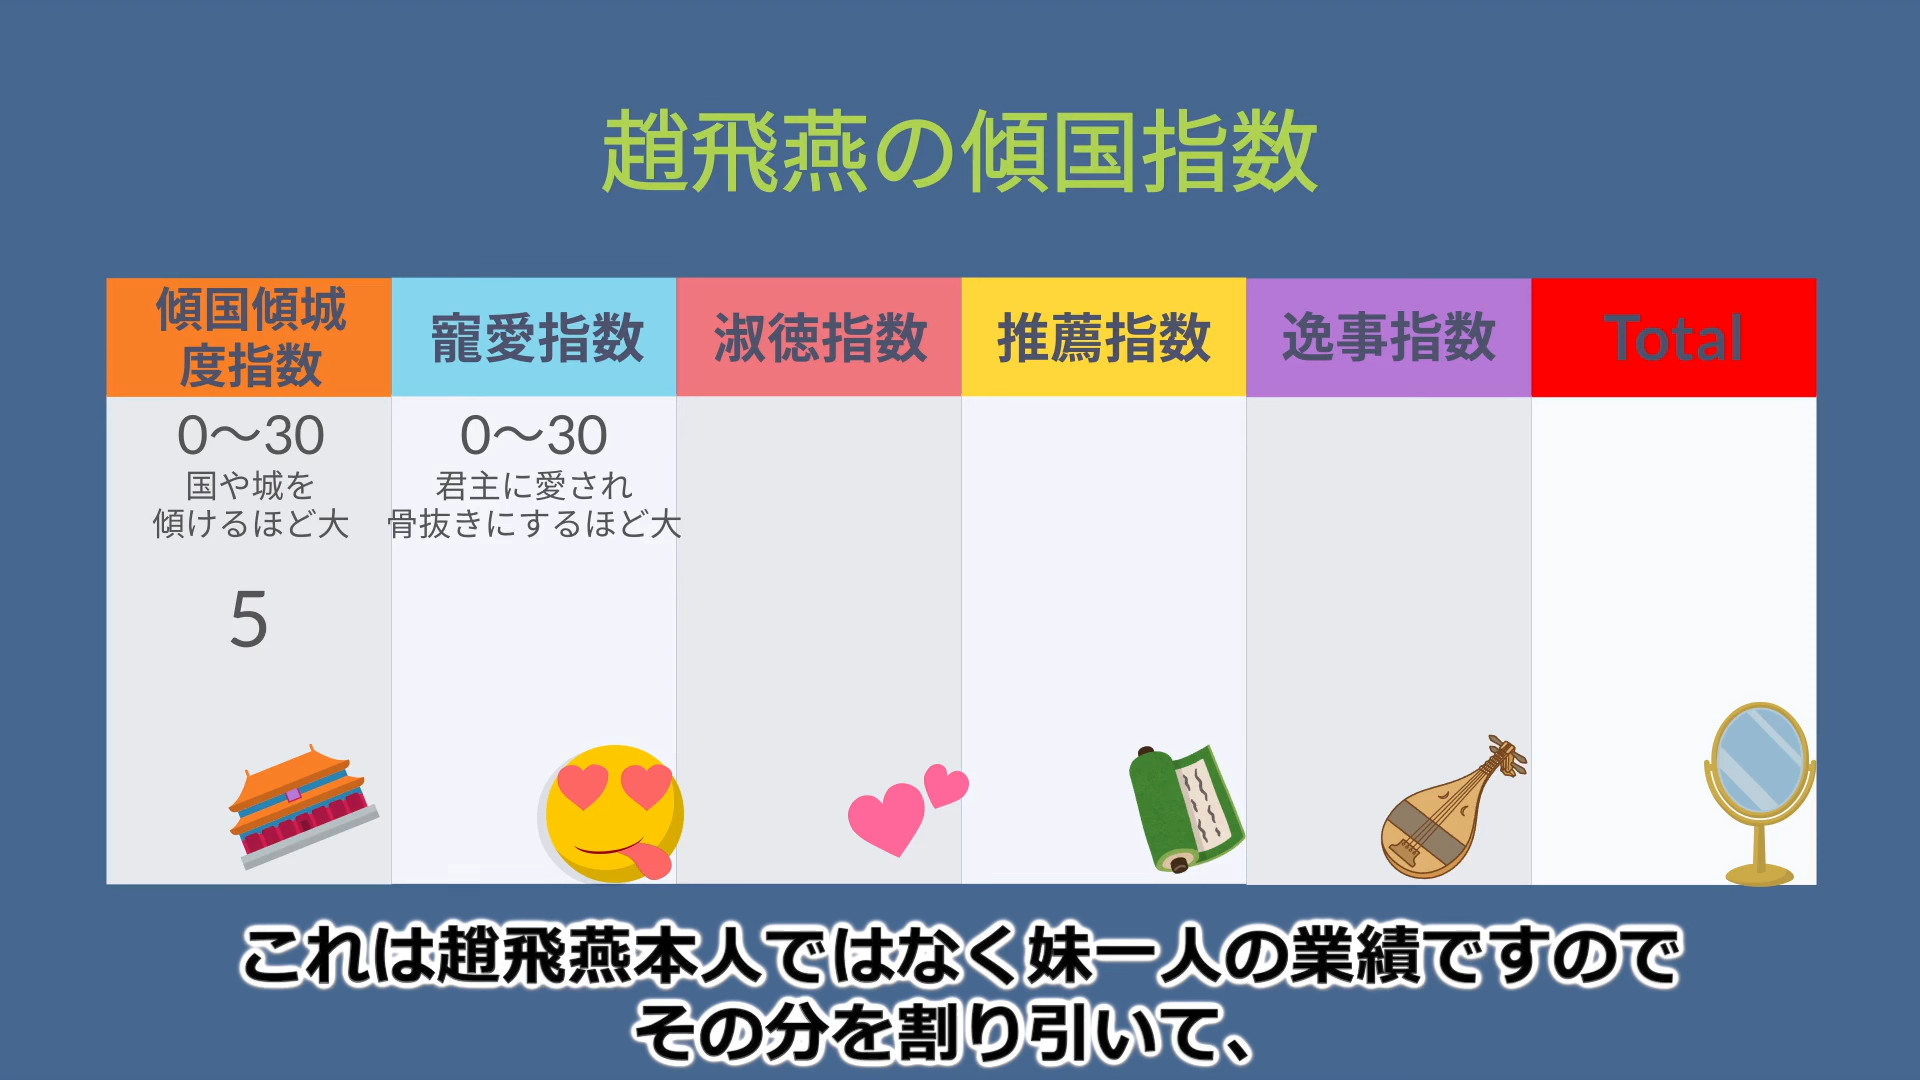 趙飛燕の傾国指数
傾国傾城
度指数
寵愛指数
淑徳指数
推薦指数
逸事指数
Total
0〜30
国や城を
傾けるほど大
5
0〜30
君主に愛され
骨抜きにするほど大
これは趙飛燕本人ではなく妹一人の業績ですので
その分を割り引いて、